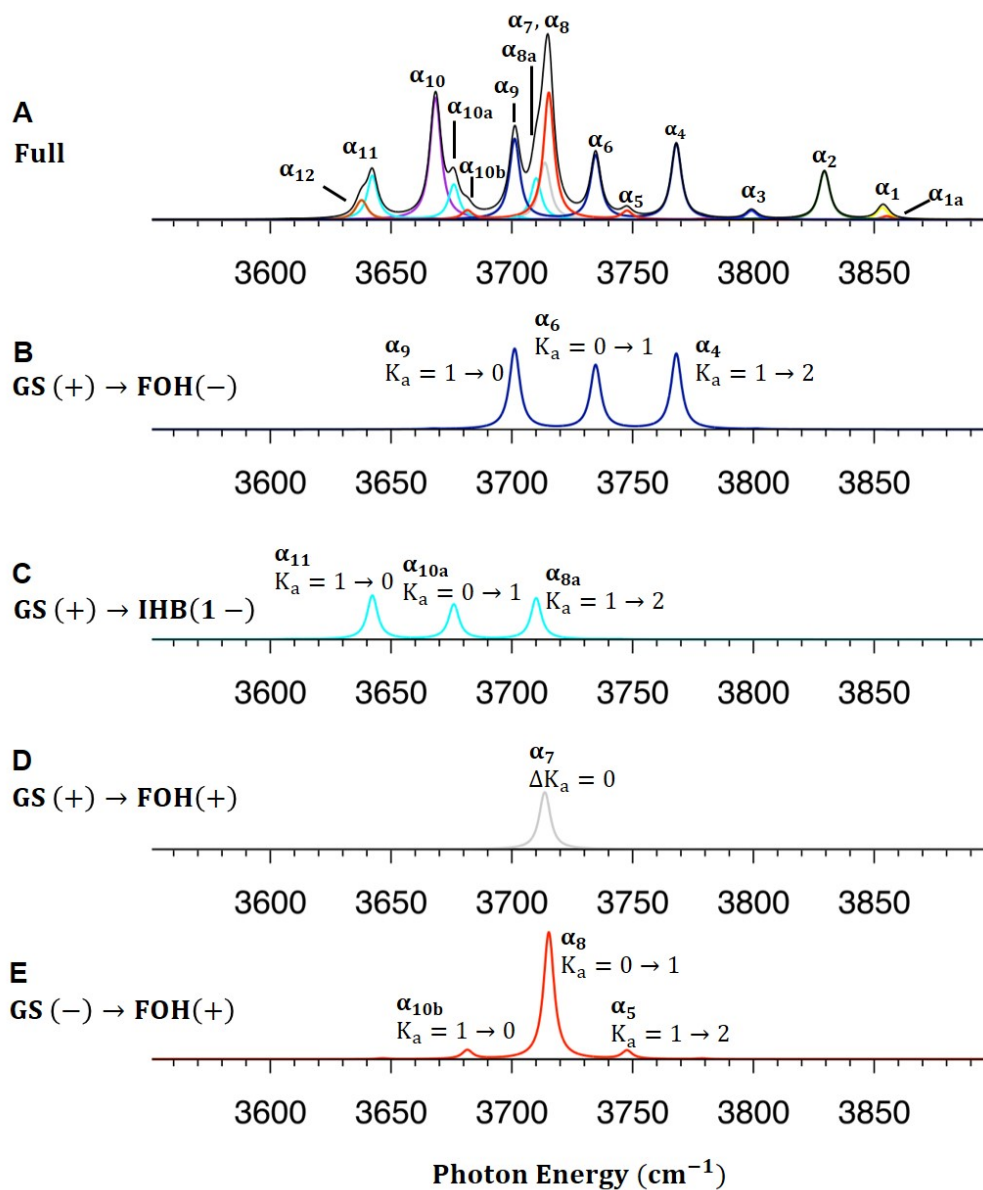 α₇, α₈
α₈ₐ
α₁₀
α₉
A
α₁₀ₐ
α₆
α₄
Full
α₁₁
α₂
α₁₂
α₁₀b
α₅
α₃
α₁
α₁ₐ
3600 3650 3700 3750 3800 3850
α₆
B
α₉
Kₐ = 0 → 1
α₄
GS (+) → FOH(−)
Kₐ = 1 → 0
Kₐ = 1 → 2
3600 3650 3700 3750 3800 3850
C
α₁₁
α₁₀ₐ
α₈ₐ
GS (+) → IHB(1 −)
Kₐ = 1 → 0
Kₐ = 0 → 1
Kₐ = 1 → 2
3600 3650 3700 3750 3800 3850
D
α₇
GS (+) → FOH(+)
ΔKₐ = 0
3600 3650 3700 3750 3800 3850
α₈
E
Kₐ = 0 → 1
GS (−) → FOH(+)
α₁₀b
α₅
Kₐ = 1 → 0
Kₐ = 1 → 2
3600 3650 3700 3750 3800 3850
Photon Energy (cm⁻¹)